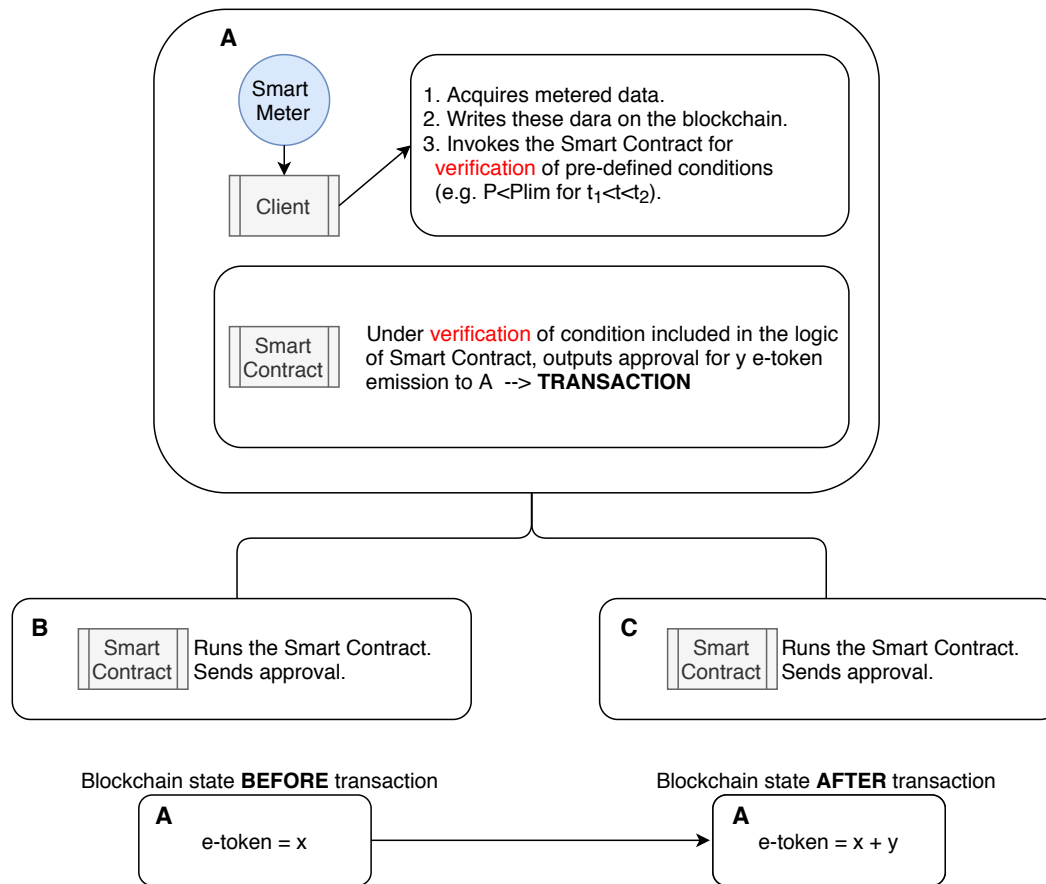 A
Smart
Meter
Client
1. Acquires metered data.
2. Writes these dara on the blockchain.
3. Invokes the Smart Contract for
verification of pre-defined conditions
(e.g. P<Plim for t₁<t<t₂).
Smart
Contract
Under verification of condition included in the logic
of Smart Contract, outputs approval for y e-token
emission to A --> TRANSACTION
B
Smart
Contract
Runs the Smart Contract.
Sends approval.
C
Smart
Contract
Runs the Smart Contract.
Sends approval.
Blockchain state BEFORE transaction
A
e-token = x
Blockchain state AFTER transaction
A
e-token = x + y